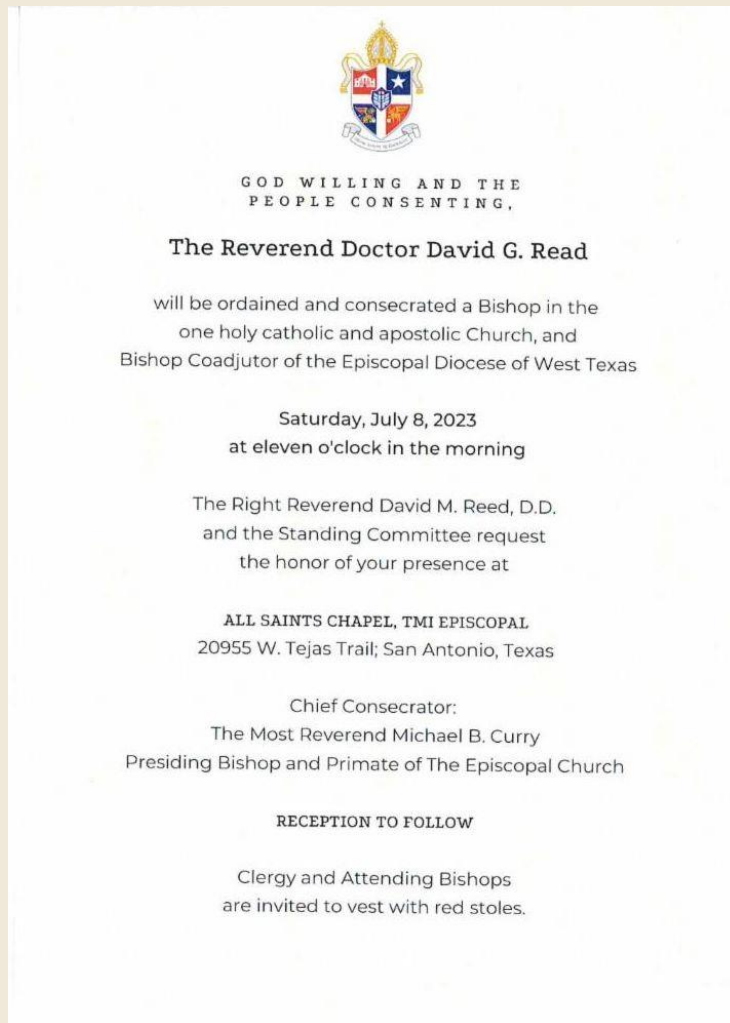 GOD WILLING AND THE
PEOPLE CONSENTING,
The Reverend Doctor David G. Read
will be ordained and consecrated a Bishop in the
one holy catholic and apostolic Church, and
Bishop Coadjutor of the Episcopal Diocese of West Texas
Saturday, July 8, 2023
at eleven o'clock in the morning
The Right Reverend David M. Reed, D.D.
and the Standing Committee request
the honor of your presence at
ALL SAINTS CHAPEL, TMI EPISCOPAL
20955 W. Tejas Trail; San Antonio, Texas
Chief Consecrator:
The Most Reverend Michael B. Curry
Presiding Bishop and Primate of The Episcopal Church
RECEPTION TO FOLLOW
Clergy and Attending Bishops
are invited to vest with red stoles.